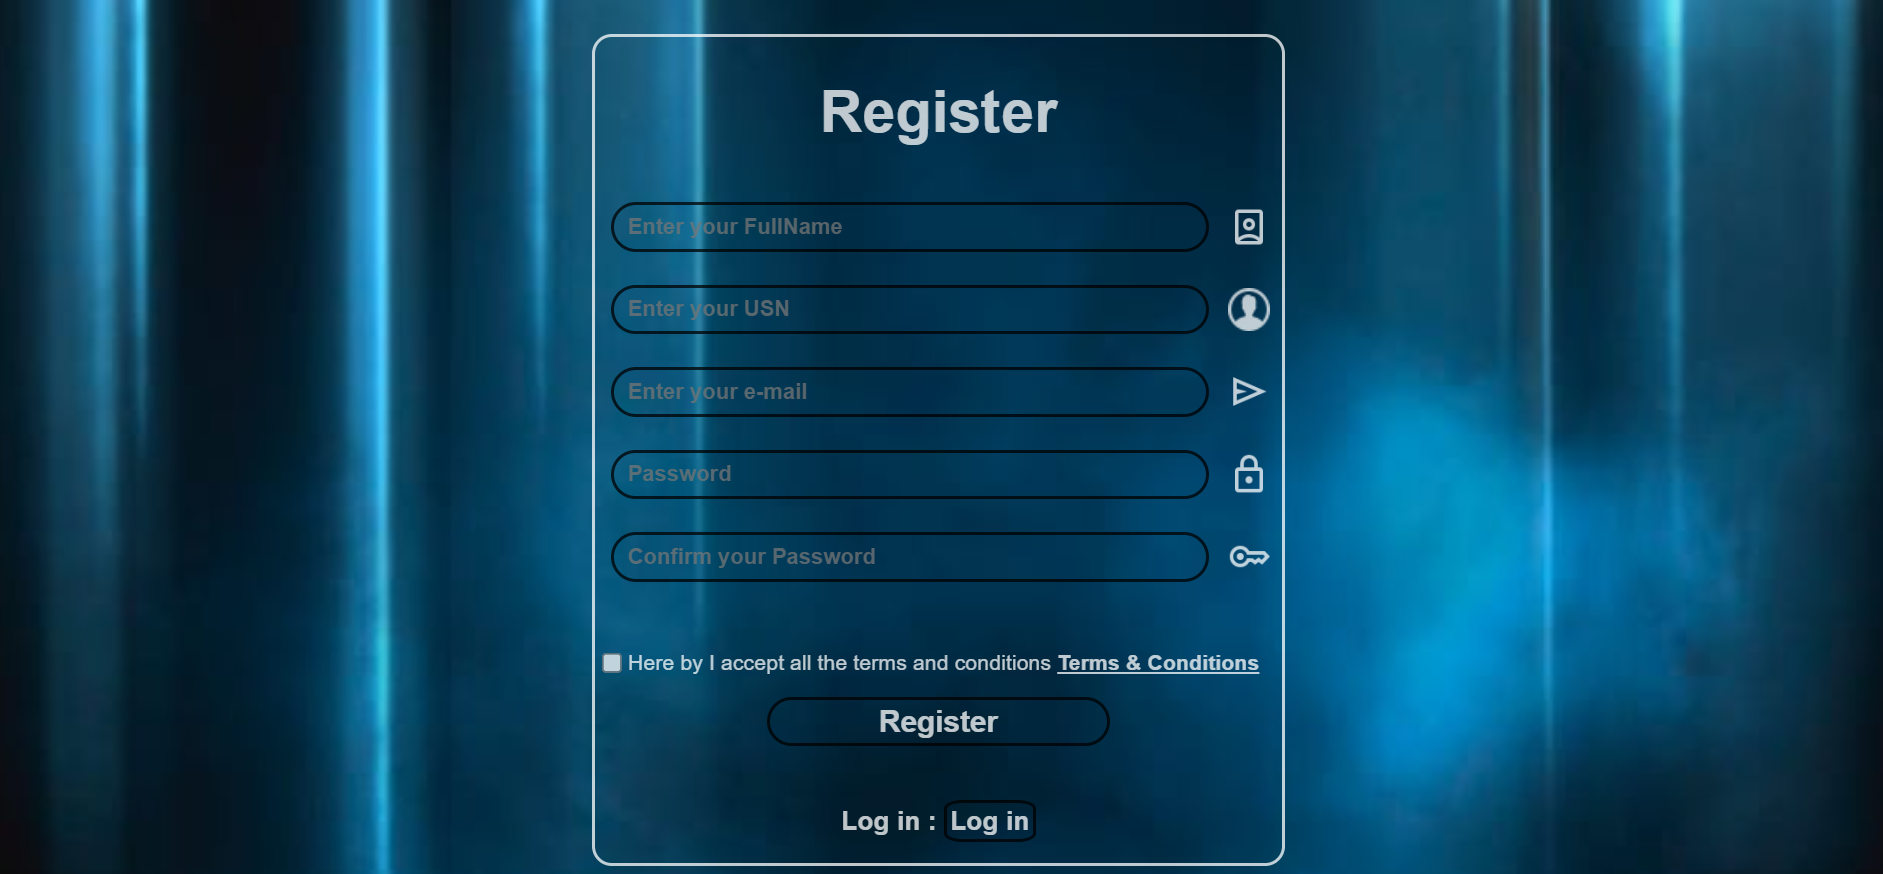 Register
Enter your FullName
Enter your USN
Enter your e-mail
Password
Confirm your Password
Here by I accept all the terms and conditions Terms & Conditions
Register
Log in : Log in